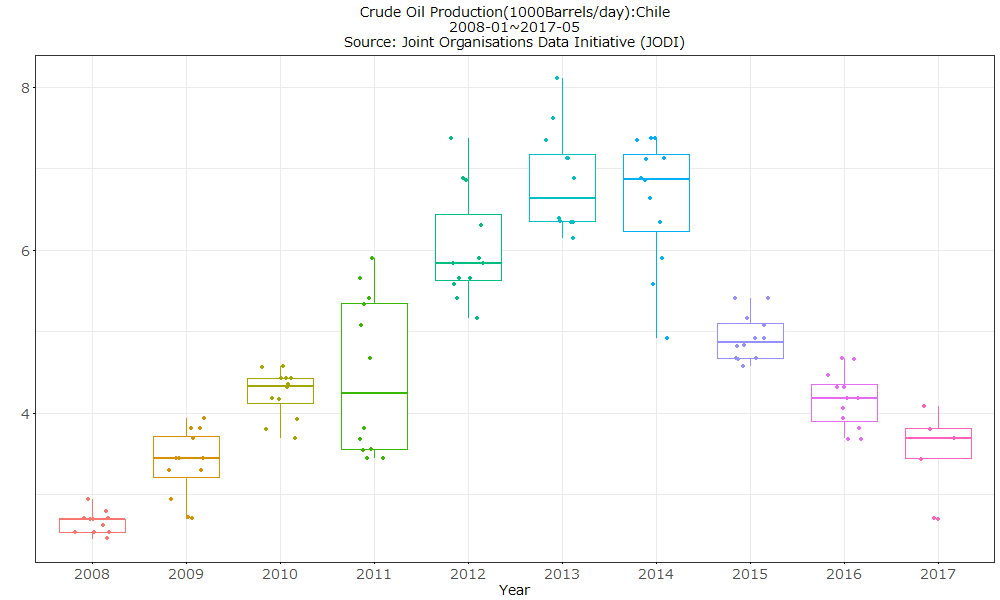 Crude Oil Production(1000Barrels/day):Chile
2008-01~2017-05
Source: Joint Organisations Data Initiative (JODI)
8
6
4
2008 2009 2010 2011 2012 2013 2014 2015 2016 2017
Year